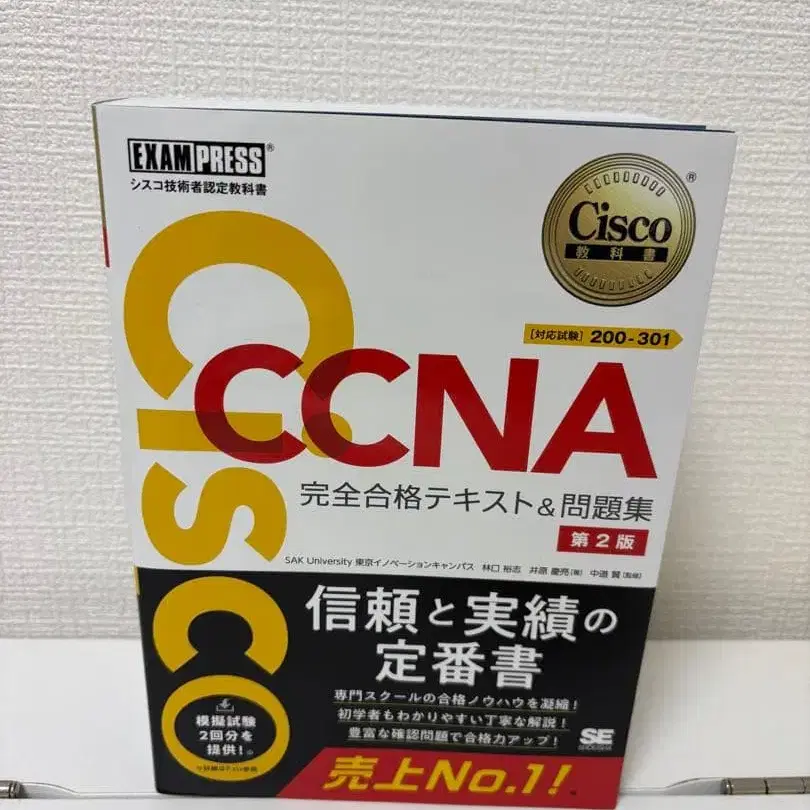 EXAMPRESS®
シスコ技術者認定教科書
Cisco
教科書
®
[対応試験] 200-301
Cisco
CCNA
完全合格テキスト&問題集
第2版
SAK University 東京イノベーションキャンパス 林口 裕志 井原 慶亮(著) 中道 賢(監修)
信頼と実績の
定番書
専門スクールの合格ノウハウを凝縮!
初学者もわかりやすい丁寧な解説!
豊富な確認問題で合格力アップ!
模擬試験
2回分を
提供!
SE
SHOEISHA
売上No.1!